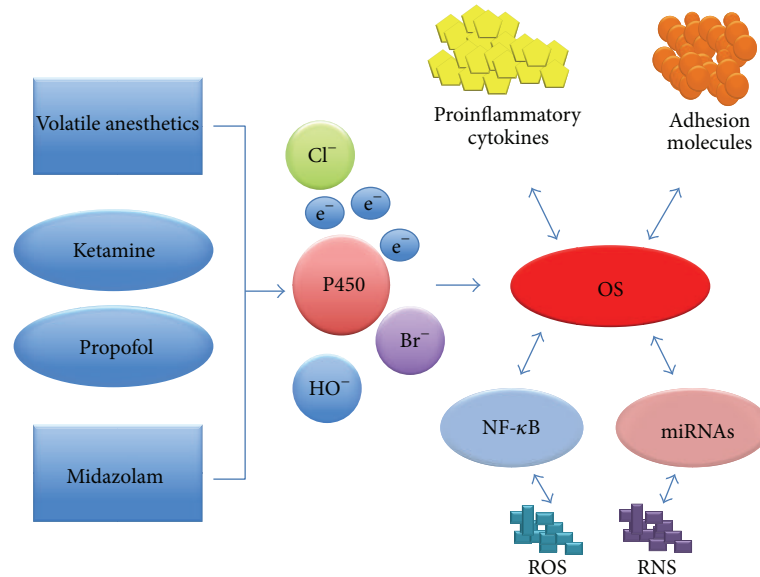 Volatile anesthetics
Ketamine
Propofol
Midazolam
Cl⁻
e⁻
e⁻
e⁻
P450
Br⁻
HO⁻
Proinflammatory
cytokines
Adhesion
molecules
OS
NF-κB
miRNAs
ROS
RNS